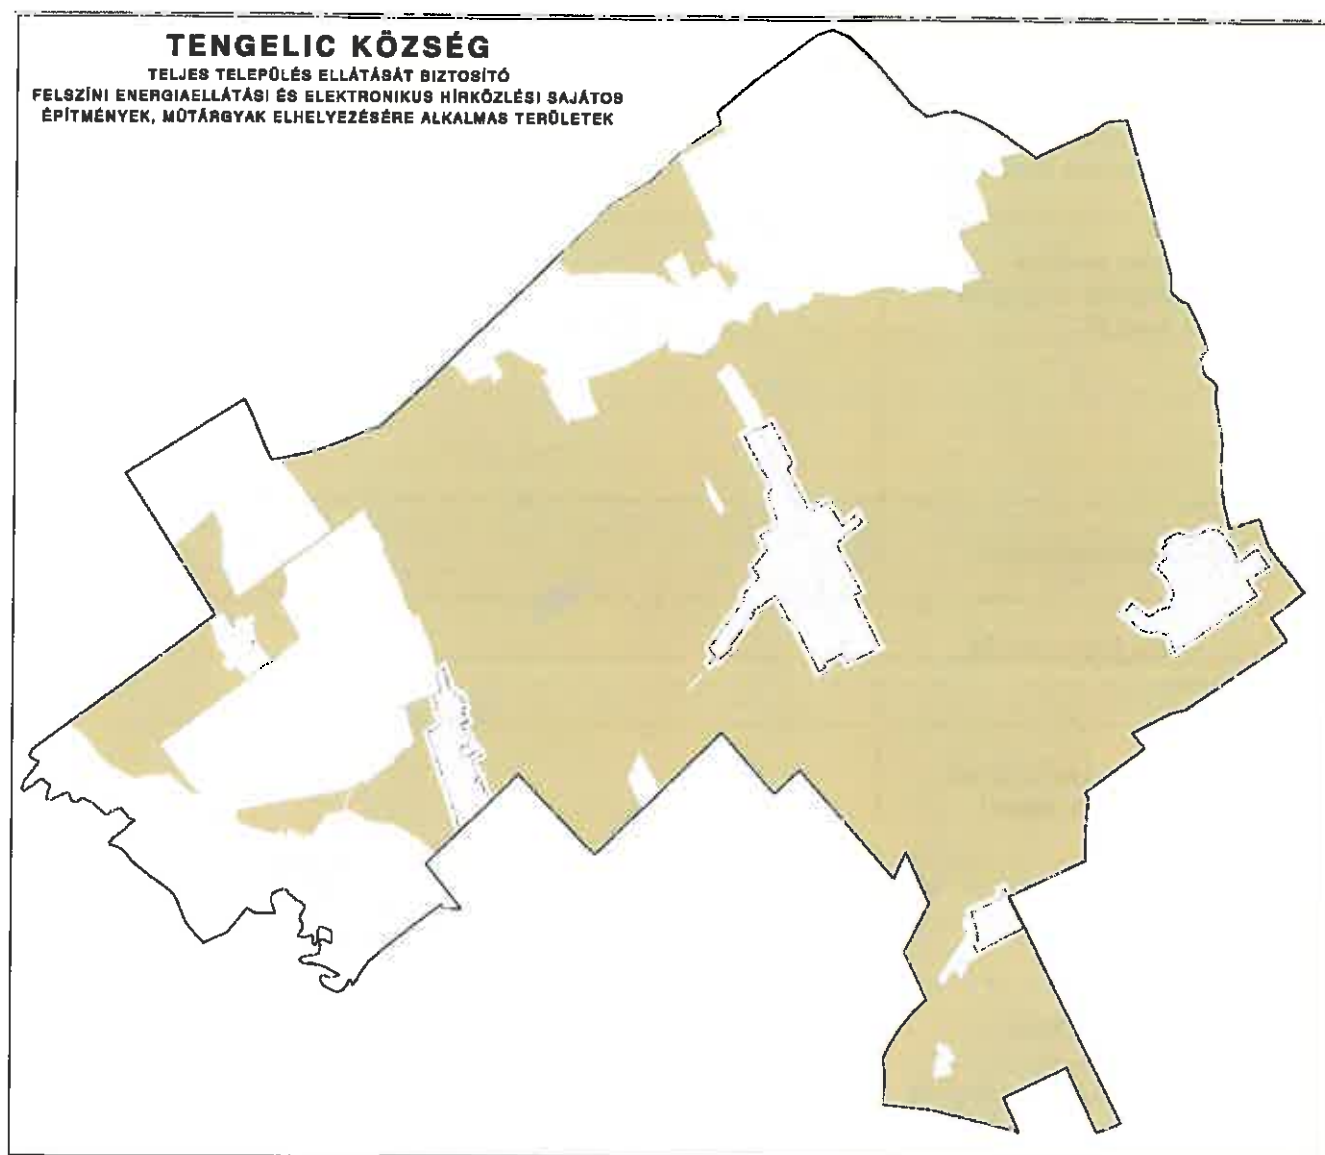 TENGELIC KÖZSÉG
TELJES TELEPÜLÉS ELLÁTÁSÁT BIZTOSÍTÓ
FELSZÍNI ENERGIAELLÁTÁSI ÉS ELEKTRONIKUS HÍRKÖZLÉSI SAJÁTOS
ÉPÍTMÉNYEK, MŰTÁRGYAK ELHELYEZÉSÉRE ALKALMAS TERÜLETEK